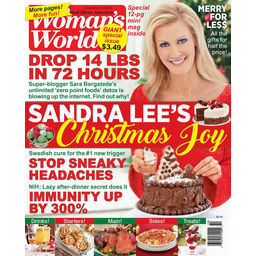 More pages!
More fun!
Woman's
World
GIANT
special
issue
$3.49
Special
12-pg
mini
mag
inside
MERRY
FOR
LE$$
All the
gifts for
half the
price!
DROP 14 LBS
IN 72 HOURS
Super-blogger Sara Borgstede's
unlimited 'zero point foods' detox is
blowing up the internet. Find out why!
SANDRA LEE'S
Christmas Joy
Swedish cure for the #1 new trigger
STOP SNEAKY
HEADACHES
NIH: Lazy after-dinner secret does it
IMMUNITY UP
BY 300%
Drinks!
Starters!
Main!
Sides!
Treats!